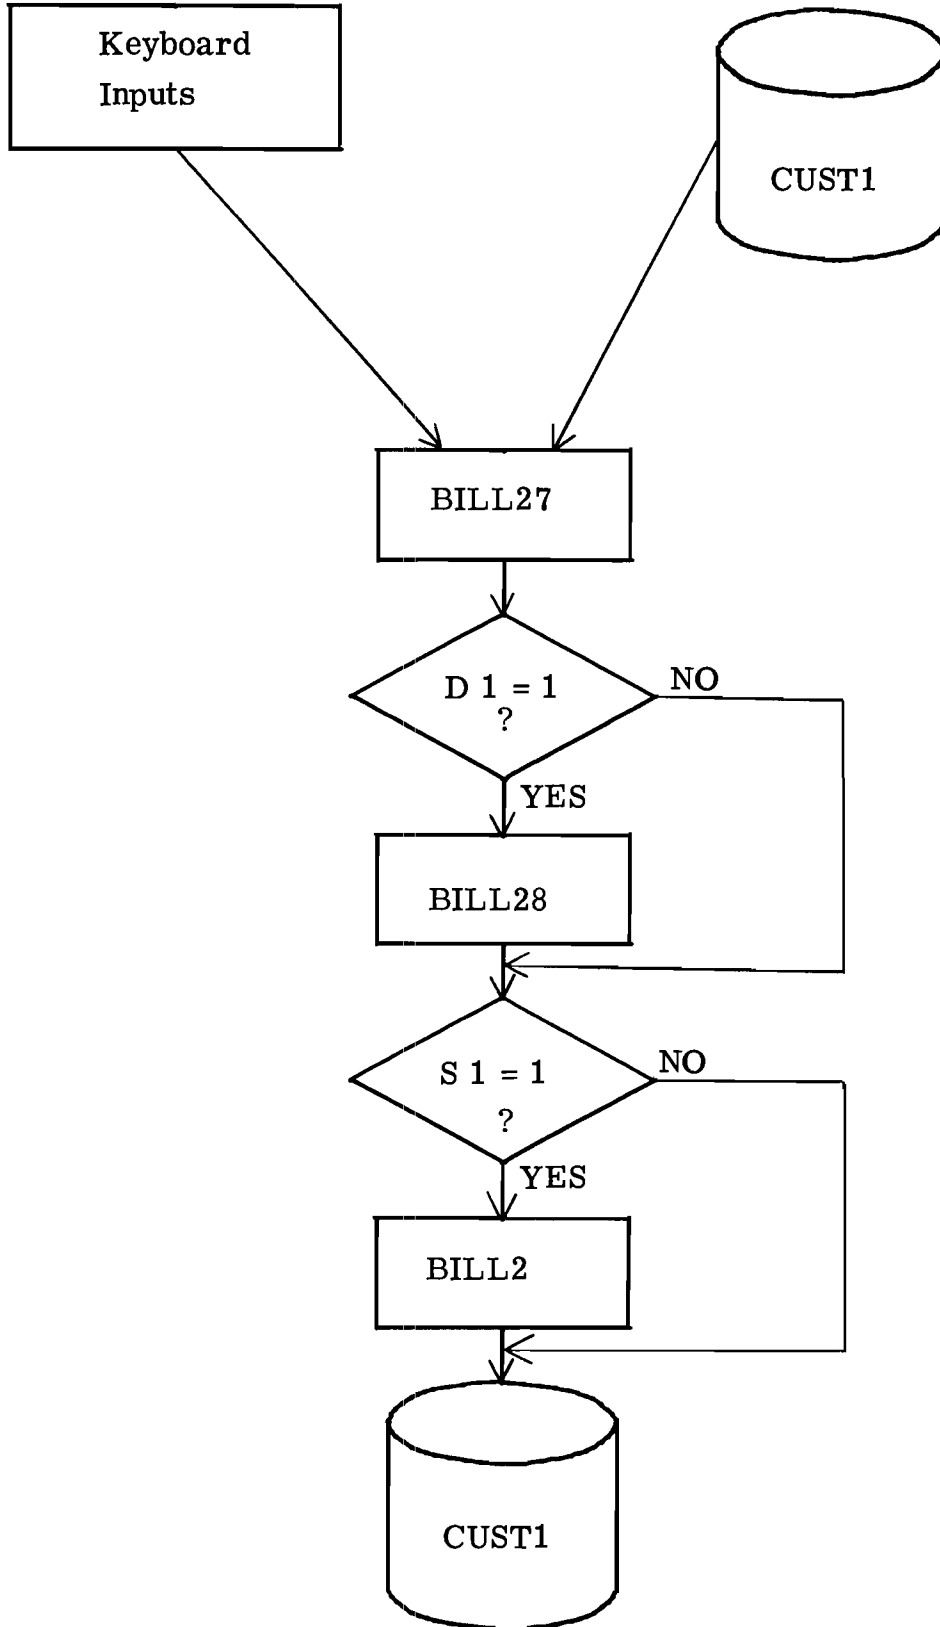 Keyboard
Inputs
CUST1
BILL27
D 1 = 1
?
NO
YES
BILL28
S 1 = 1
?
NO
YES
BILL2
CUST1